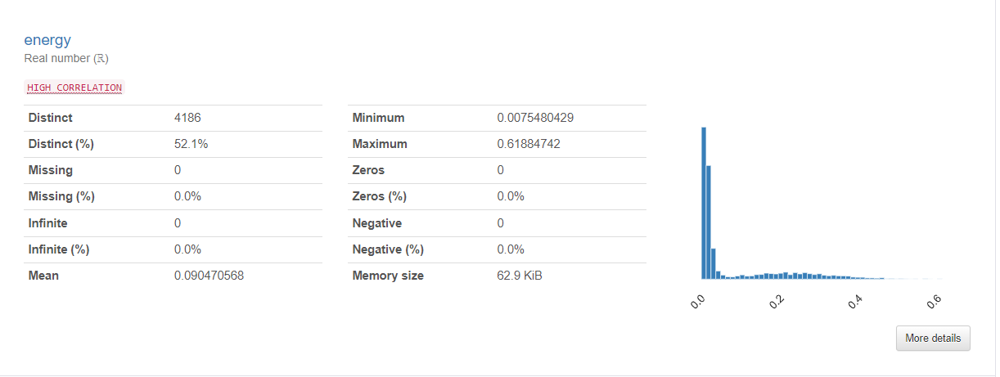 energy
Real number (ℝ)
HIGH CORRELATION
Distinct 4186
Distinct (%) 52.1%
Missing 0
Missing (%) 0.0%
Infinite 0
Infinite (%) 0.0%
Mean 0.090470568
Minimum 0.0075480429
Maximum 0.61884742
Zeros 0
Zeros (%) 0.0%
Negative 0
Negative (%) 0.0%
Memory size 62.9 KiB
0.0 0.2 0.4 0.6
More details